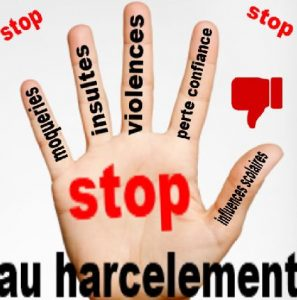 stop
stop
moqueries
insultes
violences
perte confiance
influences scolaires
stop
au harcelement